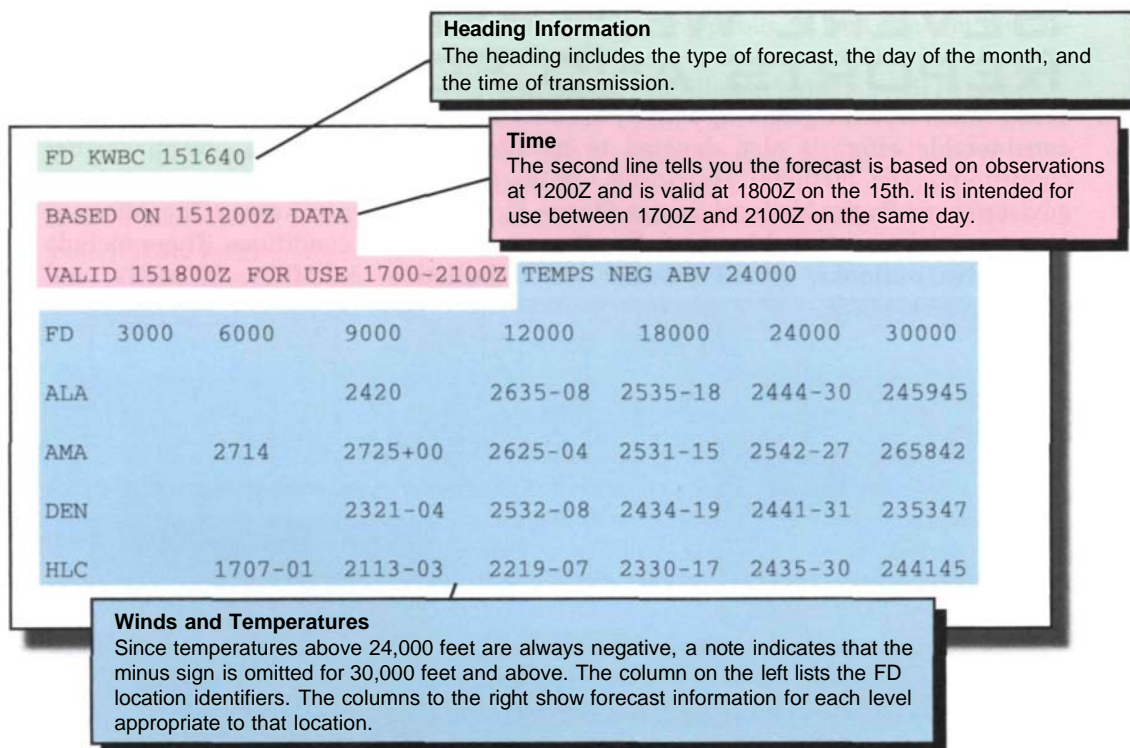 Heading Information
The heading includes the type of forecast, the day of the month, and
the time of transmission.
FD KWBC 151640
Time
The second line tells you the forecast is based on observations
at 1200Z and is valid at 1800Z on the 15th. It is intended for
use between 1700Z and 2100Z on the same day.
BASED ON 151200Z DATA
VALID 151800Z FOR USE 1700-2100Z TEMPS NEG ABV 24000
FD 3000 6000 9000 12000 18000 24000 30000
ALA 2420 2635-08 2535-18 2444-30 245945
AMA 2714 2725+00 2625-04 2531-15 2542-27 265842
DEN 2321-04 2532-08 2434-19 2441-31 235347
HLC 1707-01 2113-03 2219-07 2330-17 2435-30 244145
Winds and Temperatures
Since temperatures above 24,000 feet are always negative, a note indicates that the
minus sign is omitted for 30,000 feet and above. The column on the left lists the FD
location identifiers. The columns to the right show forecast information for each level
appropriate to that location.